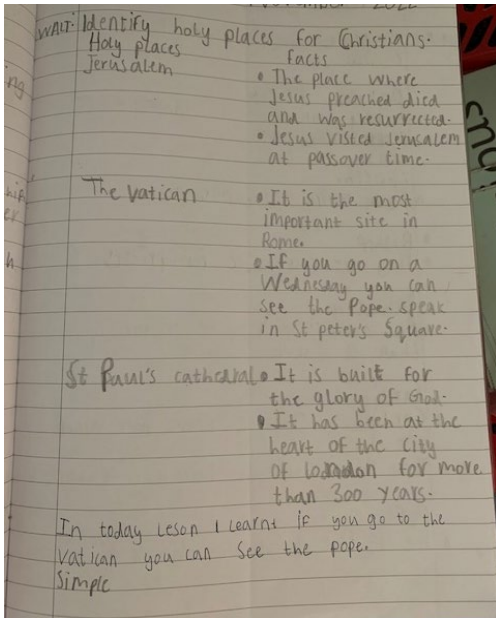 November 2022
WALT: Identify holy places for Christians.
Holy places facts
Jerusalem • The place where
Jesus preached died
and was resurrected.
• Jesus visted Jerusalem
at passover time.
The vatican • It is the most
important site in
Rome.
• If you go on a
Wednesday you can
see the Pope. speak
in St peter's Square.
St Paul's cathedral • It is built for
the glory of God.
• It has been at the
heart of the city
of london for more
than 300 years.
In today Leson I learnt if you go to the
vatican you can see the pope.
Simple